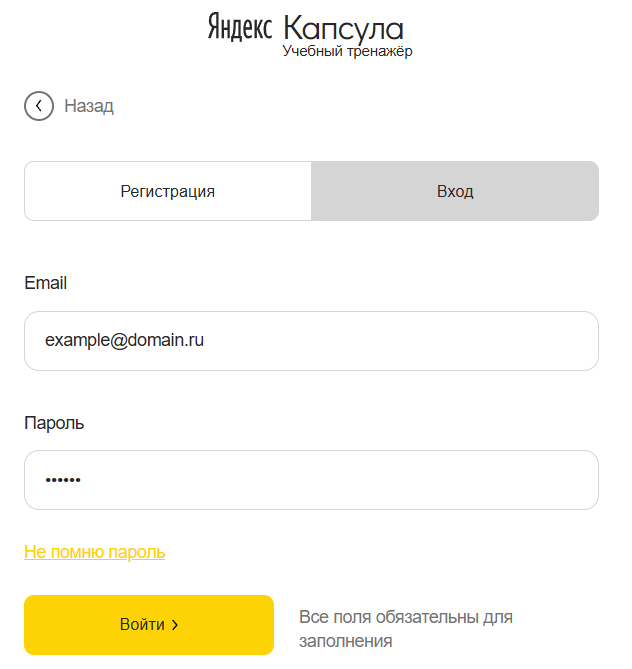 Яндекс Капсула
Учебный тренажёр
Назад
Регистрация
Вход
Email
example@domain.ru
Пароль
••••••
Не помню пароль
Войти
Все поля обязательны для
заполнения